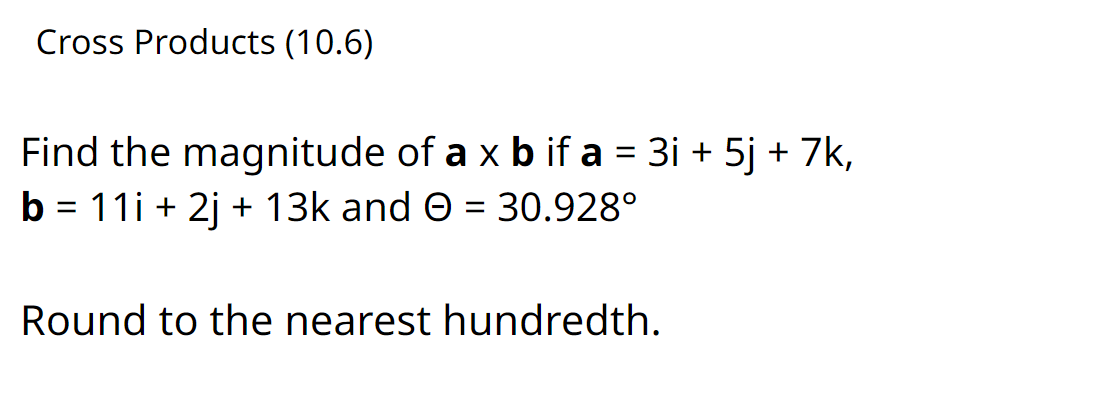 Cross Products (10.6)
Find the magnitude of a x b if a = 3i + 5j + 7k,
b = 11i + 2j + 13k and Θ = 30.928°
Round to the nearest hundredth.